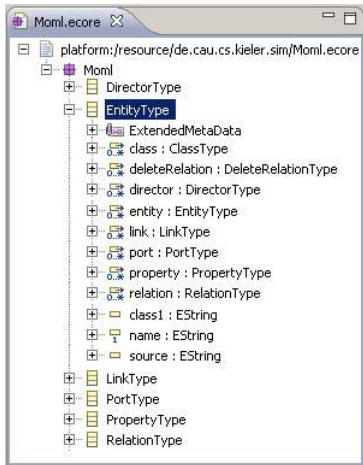 Moml.ecore
platform:/resource/de.cau.cs.kieler.sim/Moml.ecore
Moml
DirectorType
EntityType
ExtendedMetaData
class : ClassType
deleteRelation : DeleteRelationType
director : DirectorType
entity : EntityType
link : LinkType
port : PortType
property : PropertyType
relation : RelationType
class1 : EString
name : EString
source : EString
LinkType
PortType
PropertyType
RelationType